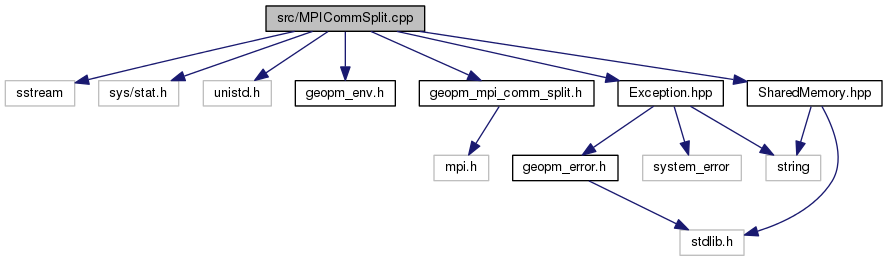 src/MPICommSplit.cpp
sstream
sys/stat.h
unistd.h
geopm_env.h
geopm_mpi_comm_split.h
Exception.hpp
SharedMemory.hpp
mpi.h
geopm_error.h
system_error
string
stdlib.h